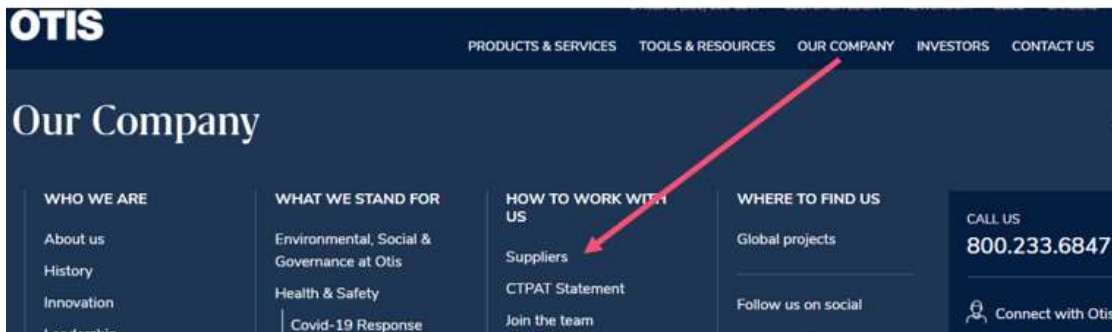 OTIS
PRODUCTS & SERVICES TOOLS & RESOURCES OUR COMPANY INVESTORS CONTACT US
Our Company
WHO WE ARE
About us
History
Innovation
Leadership
WHAT WE STAND FOR
Environmental, Social &
Governance at Otis
Health & Safety
Covid-19 Response
HOW TO WORK WITH
US
Suppliers
CTPAT Statement
Join the team
WHERE TO FIND US
Global projects
Follow us on social
CALL US
800.233.6847
Connect with Otis